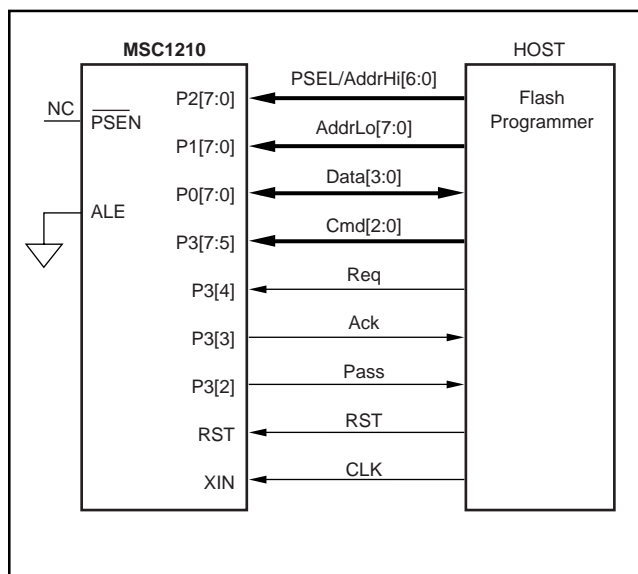 MSC1210
HOST
Flash
Programmer
NC
PSEN
ALE
P2[7:0]
PSEL/AddrHi[6:0]
P1[7:0]
AddrLo[7:0]
P0[7:0]
Data[3:0]
P3[7:5]
Cmd[2:0]
P3[4]
Req
P3[3]
Ack
P3[2]
Pass
RST
RST
XIN
CLK